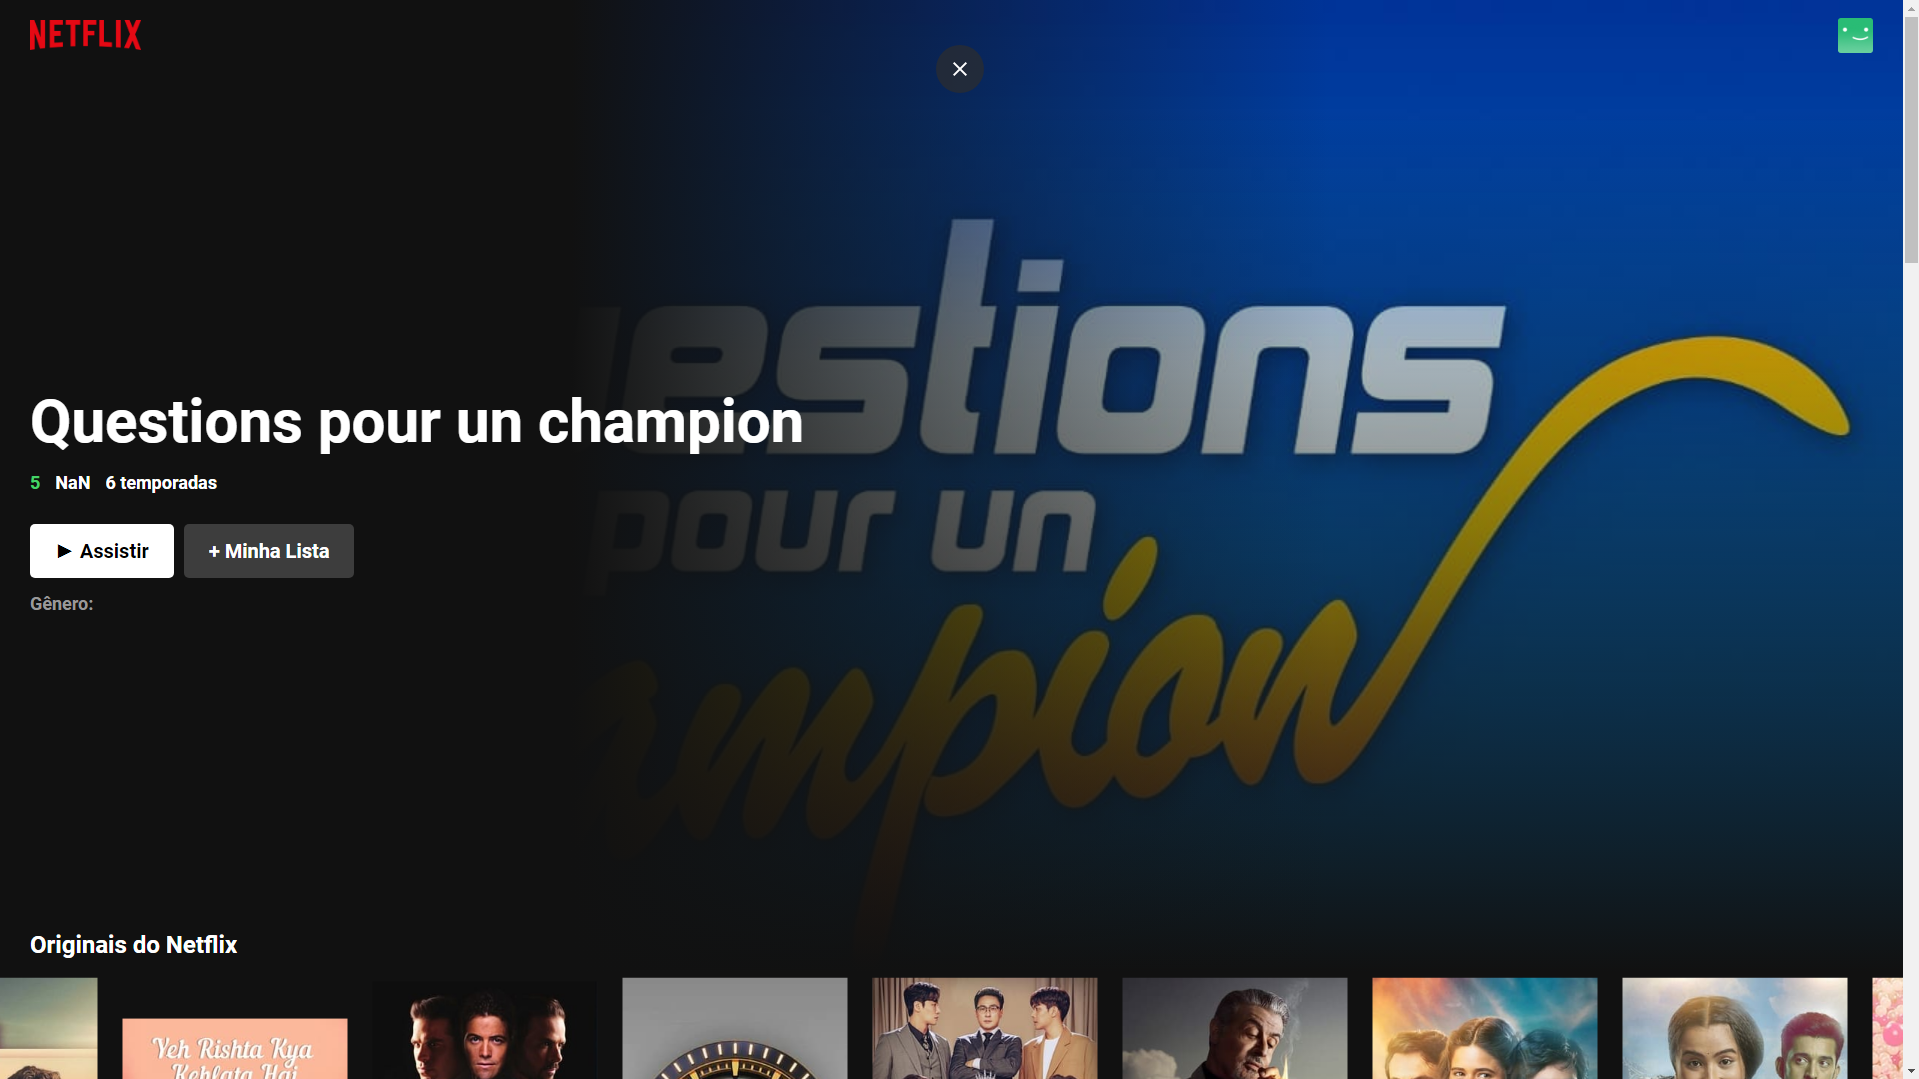 NETFLIX
estions
pour un
mpion
Questions pour un champion
5 NaN 6 temporadas
▶ Assistir
+ Minha Lista
Gênero:
Originais do Netflix
Yeh Rishta Kya
Kehlata Hai